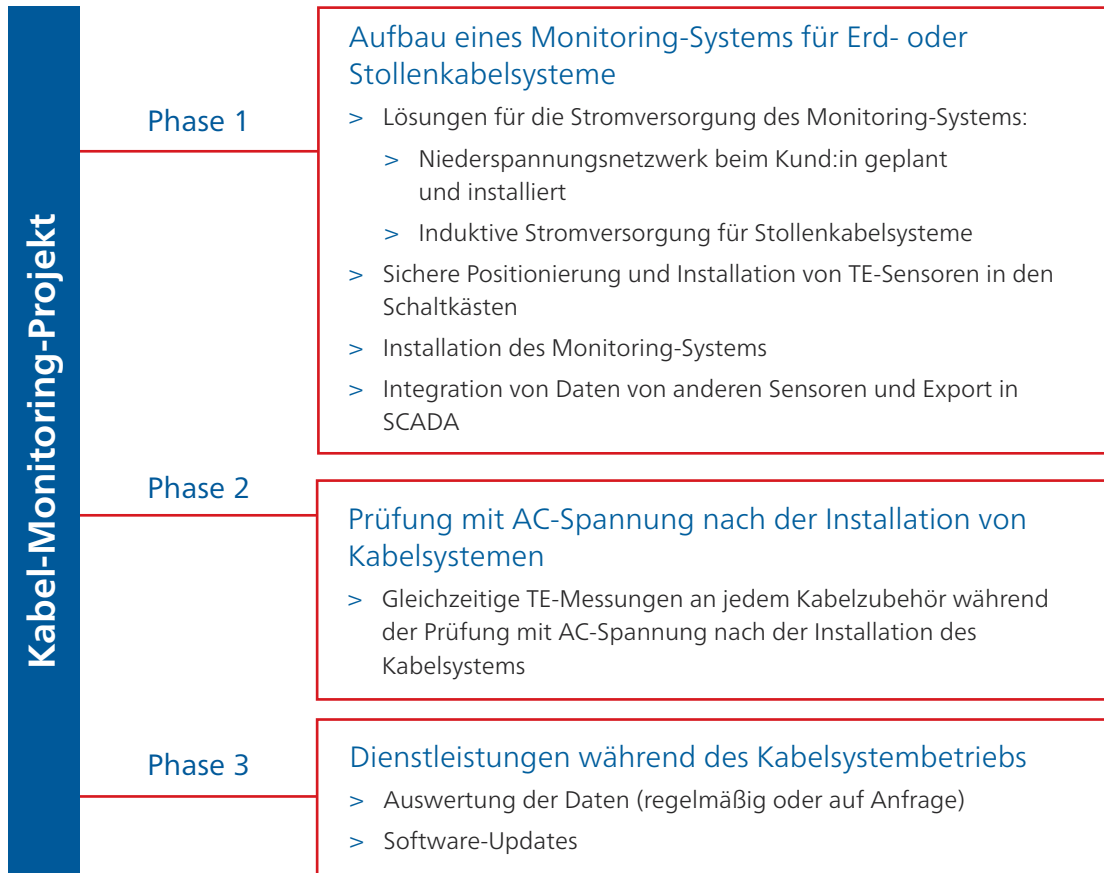 Kabel-Monitoring-Projekt
Phase 1
Aufbau eines Monitoring-Systems für Erd- oder
Stollenkabelsysteme
> Lösungen für die Stromversorgung des Monitoring-Systems:
> Niederspannungsnetzwerk beim Kund:in geplant
und installiert
> Induktive Stromversorgung für Stollenkabelsysteme
> Sichere Positionierung und Installation von TE-Sensoren in den
Schaltkästen
> Installation des Monitoring-Systems
> Integration von Daten von anderen Sensoren und Export in
SCADA
Phase 2
Prüfung mit AC-Spannung nach der Installation von
Kabelsystemen
> Gleichzeitige TE-Messungen an jedem Kabelzubehör während
der Prüfung mit AC-Spannung nach der Installation des
Kabelsystems
Phase 3
Dienstleistungen während des Kabelsystembetriebs
> Auswertung der Daten (regelmäßig oder auf Anfrage)
> Software-Updates